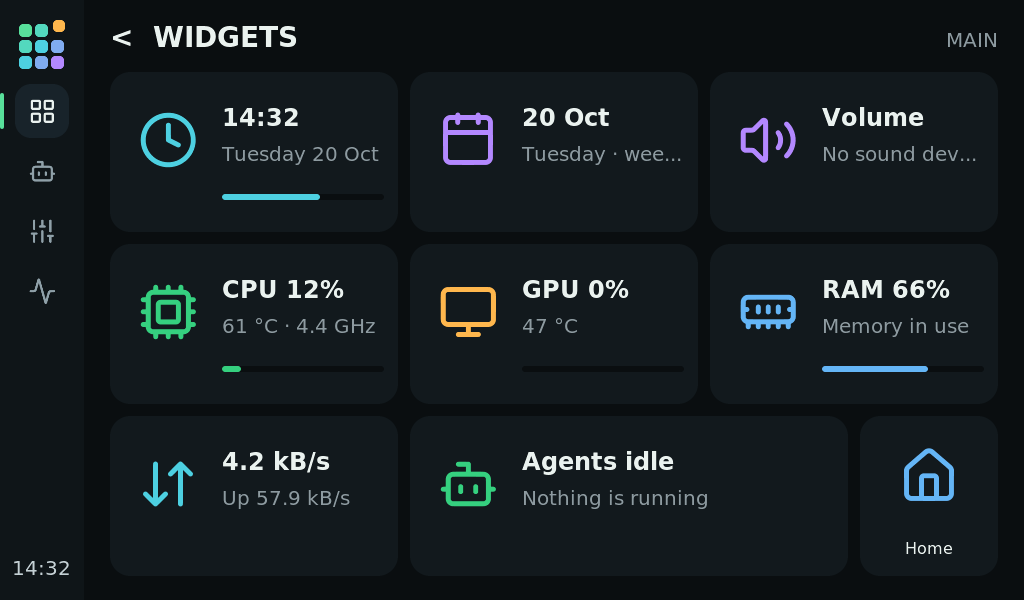 < WIDGETS
MAIN
14:32
Tuesday 20 Oct
20 Oct
Tuesday · wee...
Volume
No sound dev...
CPU 12%
61 °C · 4.4 GHz
GPU 0%
47 °C
RAM 66%
Memory in use
4.2 kB/s
Up 57.9 kB/s
Agents idle
Nothing is running
Home
14:32